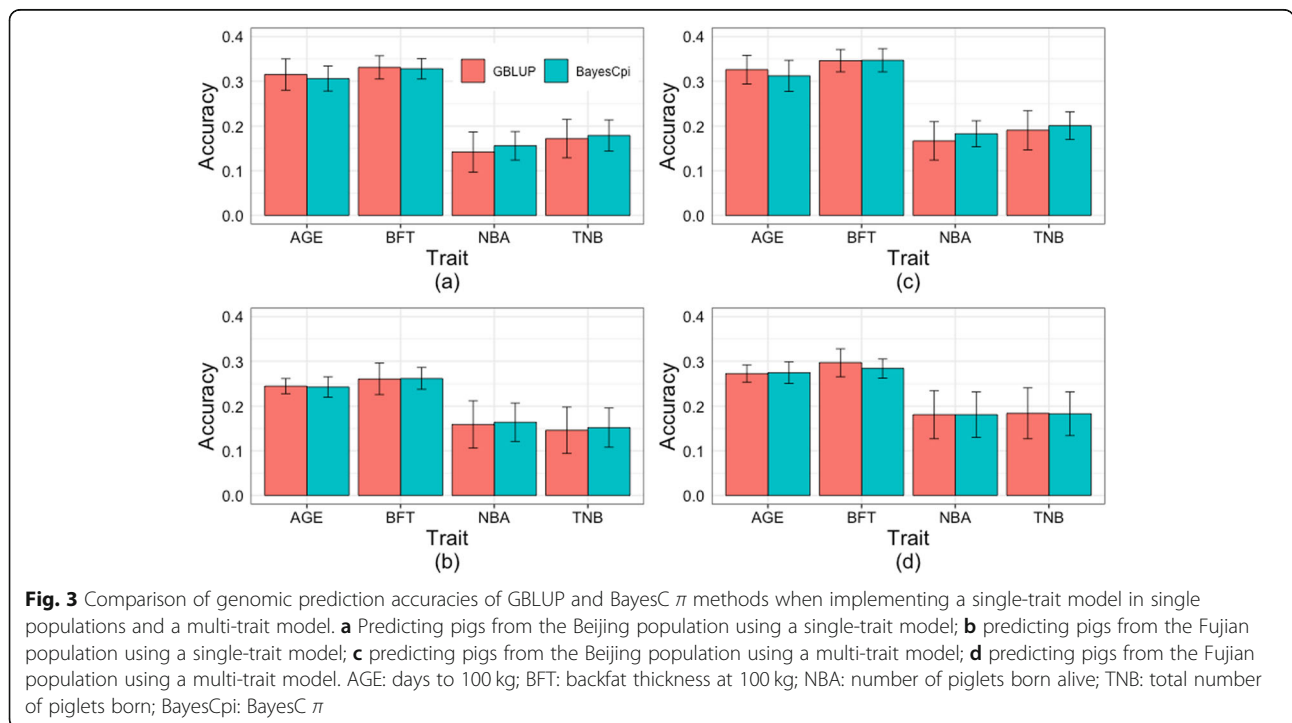 0.4
0.3
0.2
0.1
0.0
Accuracy
GBLUP
BayesCpi
AGE
BFT
NBA
TNB
Trait
(a)
0.4
0.3
0.2
0.1
0.0
Accuracy
AGE
BFT
NBA
TNB
Trait
(c)
0.4
0.3
0.2
0.1
0.0
Accuracy
AGE
BFT
NBA
TNB
Trait
(b)
0.4
0.3
0.2
0.1
0.0
Accuracy
AGE
BFT
NBA
TNB
Trait
(d)
Fig. 3 Comparison of genomic prediction accuracies of GBLUP and BayesC π methods when implementing a single-trait model in single
populations and a multi-trait model. a Predicting pigs from the Beijing population using a single-trait model; b predicting pigs from the Fujian
population using a single-trait model; c predicting pigs from the Beijing population using a multi-trait model; d predicting pigs from the Fujian
population using a multi-trait model. AGE: days to 100 kg; BFT: backfat thickness at 100 kg; NBA: number of piglets born alive; TNB: total number
of piglets born; BayesCpi: BayesC π